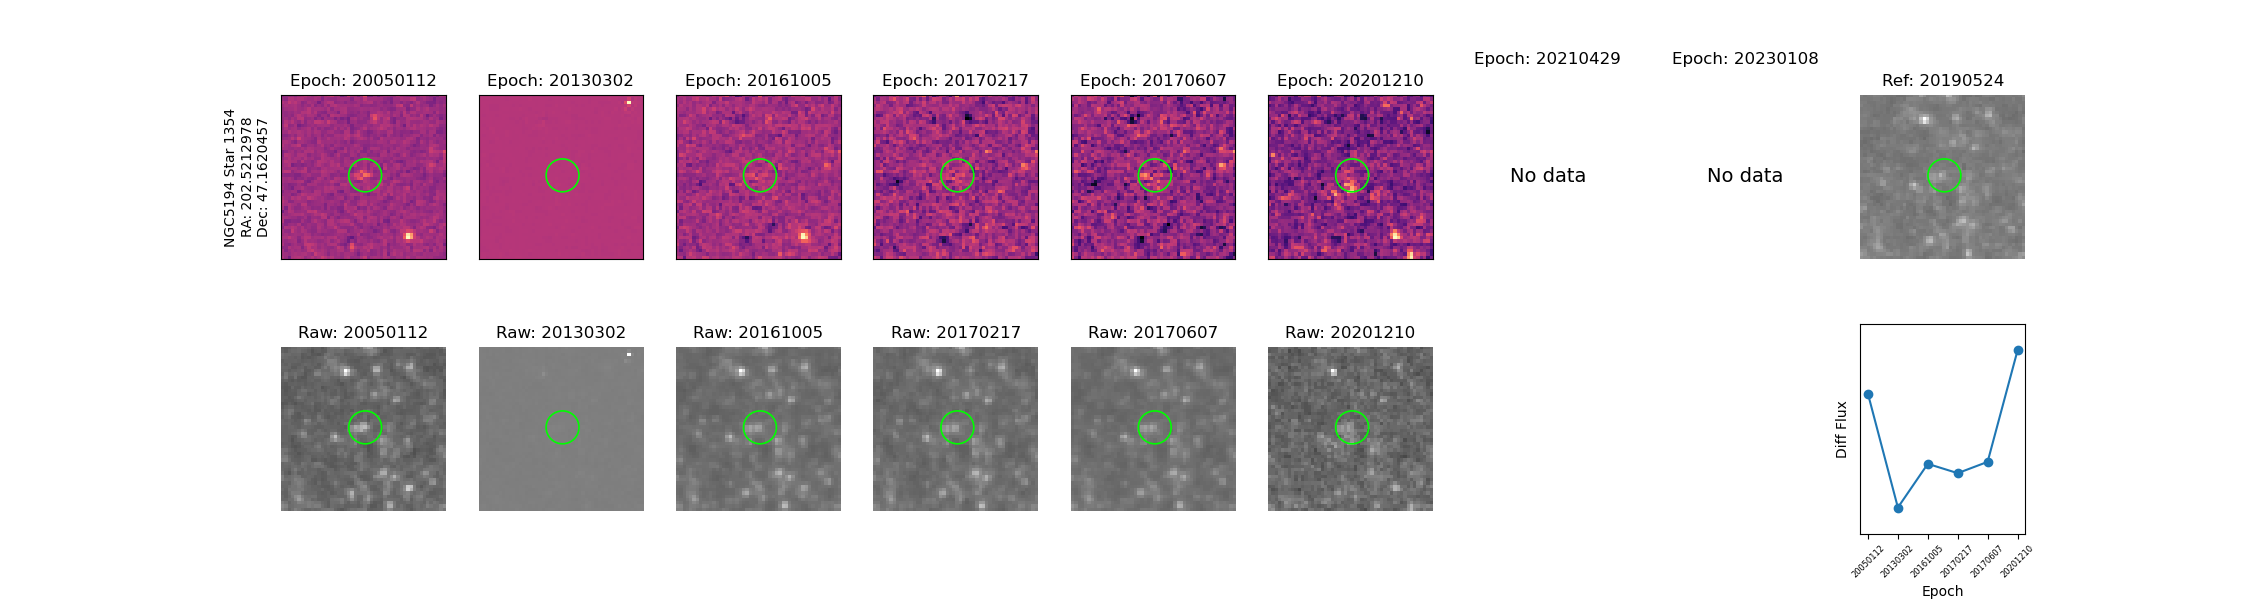 NGC5194 Star 1354
RA: 202.5212978
Dec: 47.1620457
Epoch: 20050112
Epoch: 20130302
Epoch: 20161005
Epoch: 20170217
Epoch: 20170607
Epoch: 20201210
Epoch: 20210429
Epoch: 20230108
Ref: 20190524
No data
No data
Raw: 20050112
Raw: 20130302
Raw: 20161005
Raw: 20170217
Raw: 20170607
Raw: 20201210
Diff Flux
20050112
20130302
20161005
20170217
20170607
20201210
Epoch